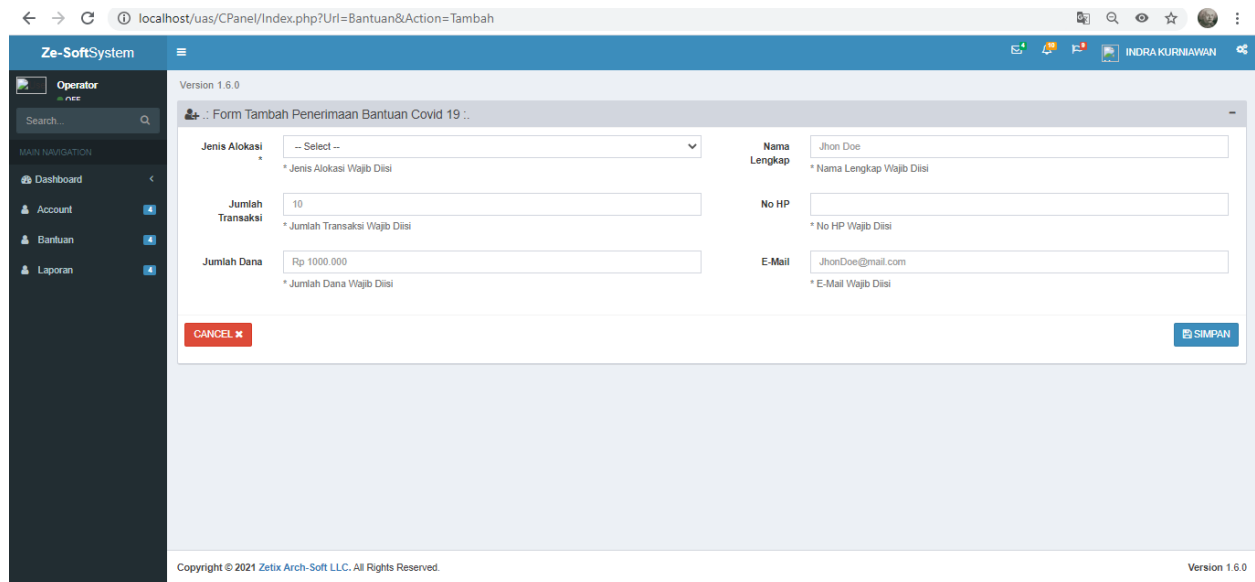 localhost/uas/CPanel/Index.php?Url=Bantuan&Action=Tambah
Ze-SoftSystem
4
10
9
INDRA KURNIAWAN
Operator
OFF
Version 1.6.0
Search...
.: Form Tambah Penerimaan Bantuan Covid 19 :.
MAIN NAVIGATION
Dashboard
Account 4
Bantuan 4
Laporan 4
Jenis Alokasi
*
-- Select --
* Jenis Alokasi Wajib Diisi
Nama
Lengkap
Jhon Doe
* Nama Lengkap Wajib Diisi
Jumlah
Transaksi
10
* Jumlah Transaksi Wajib Diisi
No HP
* No HP Wajib Diisi
Jumlah Dana
Rp 1000.000
* Jumlah Dana Wajib Diisi
E-Mail
JhonDoe@mail.com
* E-Mail Wajib Diisi
CANCEL
SIMPAN
Copyright © 2021 Zetix Arch-Soft LLC. All Rights Reserved.
Version 1.6.0